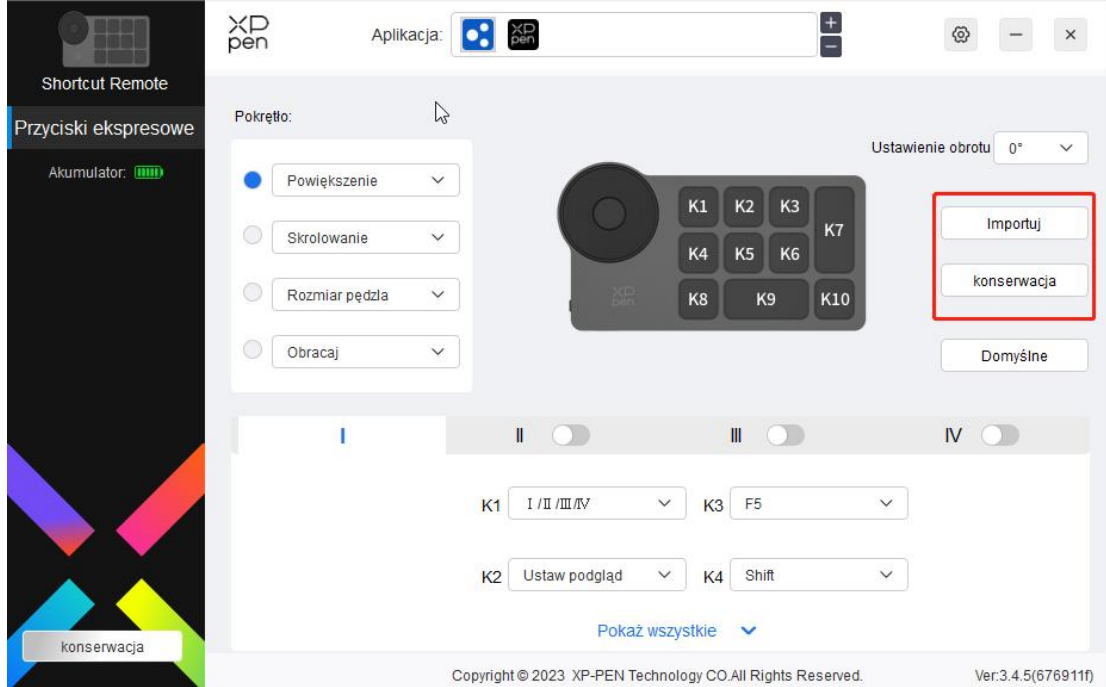 Shortcut Remote
Przyciski ekspresowe
Akumulator:
konserwacja
XP
pen
Aplikacja:
XP
pen
Pokrętło:
Powiększenie
Skrolowanie
Rozmiar pędzla
Obracaj
K1 K2 K3
K7
K4 K5 K6
XP
pen
K8 K9 K10
Ustawienie obrotu 0°
Importuj
konserwacja
Domyślne
I II III IV
K1 I /II /III/IV K3 F5
K2 Ustaw podgląd K4 Shift
Pokaż wszystkie
Copyright © 2023 XP-PEN Technology CO.All Rights Reserved. Ver:3.4.5(676911f)